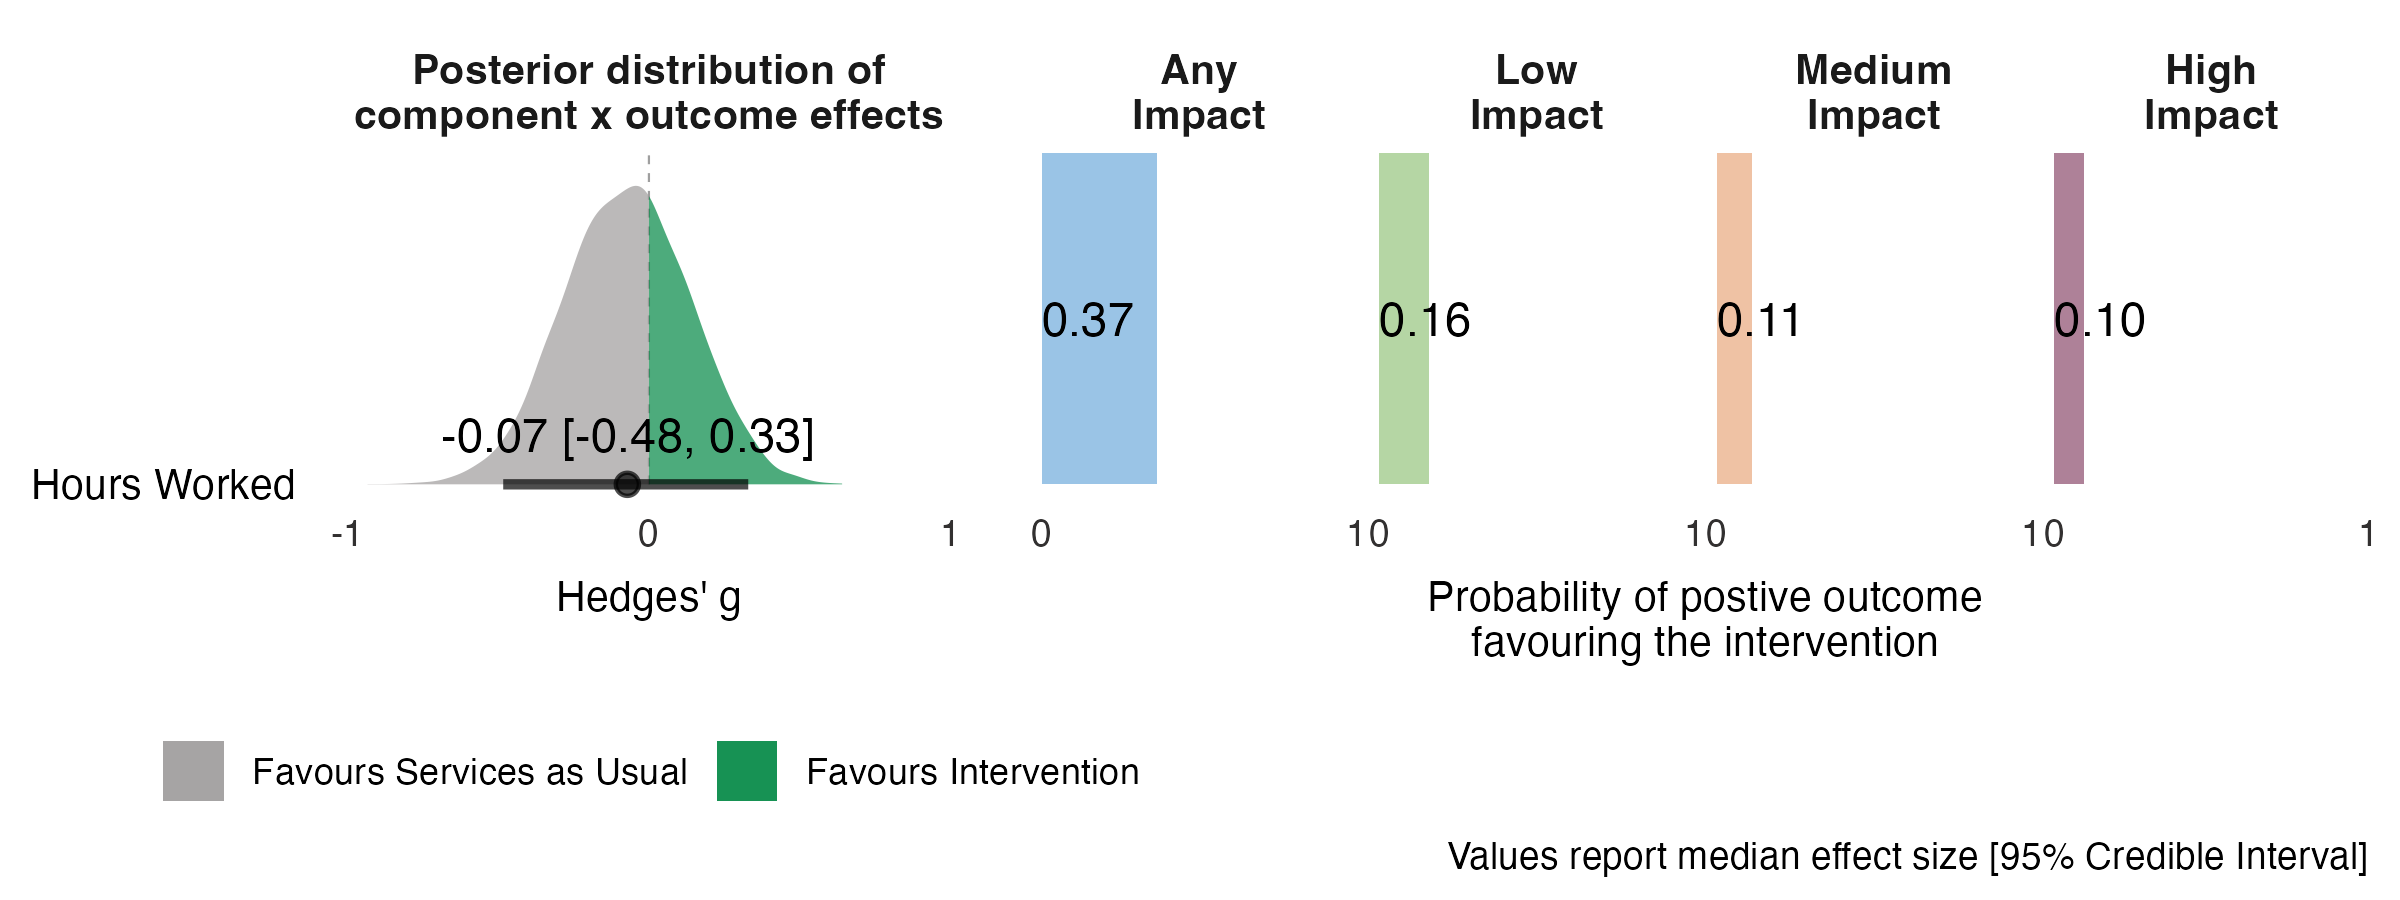 Posterior distribution of
component x outcome effects
Any
Impact
Low
Impact
Medium
Impact
High
Impact
-0.07 [-0.48, 0.33]
0.37
0.16
0.11
0.10
Hours Worked
-1 0 1 0 10 10 10 1
Hedges' g
Probability of postive outcome
favouring the intervention
Favours Services as Usual
Favours Intervention
Values report median effect size [95% Credible Interval]